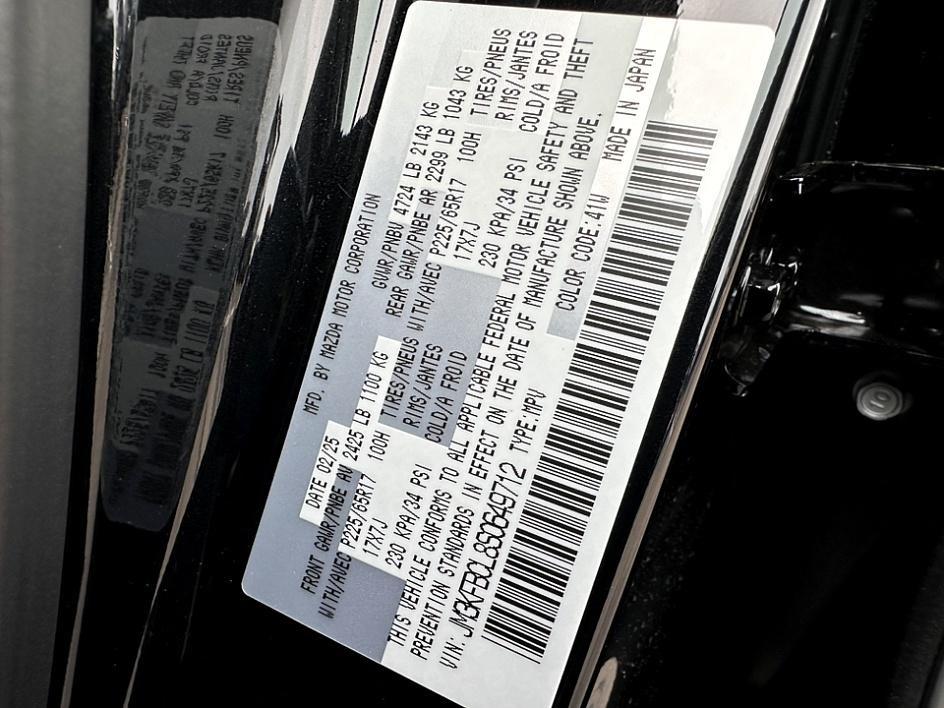 MFD. BY MAZDA MOTOR CORPORATION
DATE 02/25 GVWR/PNBV 4724 LB 2143 KG
FRONT GAWR/PNBE AV 2425 LB 1100 KG REAR GAWR/PNBE AR 2299 LB 1043 KG
WITH/AVEC P225/65R17 100H TIRES/PNEUS WITH/AVEC P225/65R17 100H TIRES/PNEUS
17X7J RIMS/JANTES 17X7J RIMS/JANTES
230 KPA/34 PSI COLD/A FROID 230 KPA/34 PSI COLD/A FROID
THIS VEHICLE CONFORMS TO ALL APPLICABLE FEDERAL MOTOR VEHICLE SAFETY AND THEFT
PREVENTION STANDARDS IN EFFECT ON THE DATE OF MANUFACTURE SHOWN ABOVE.
VIN: JM3KFBCL8S0649712 TYPE:MPV COLOR CODE:41W MADE IN JAPAN